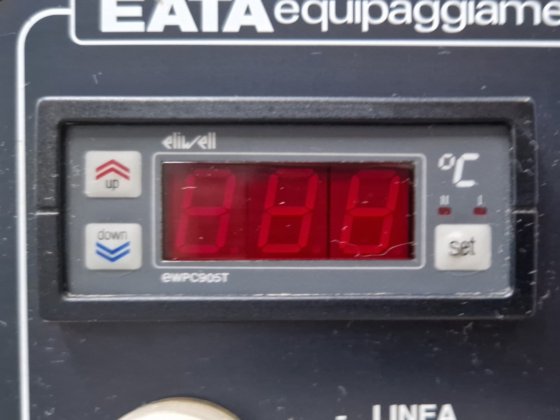 EATA equipaggiame
eliwell
up
°C
down
set
EWPC905T
LINEA